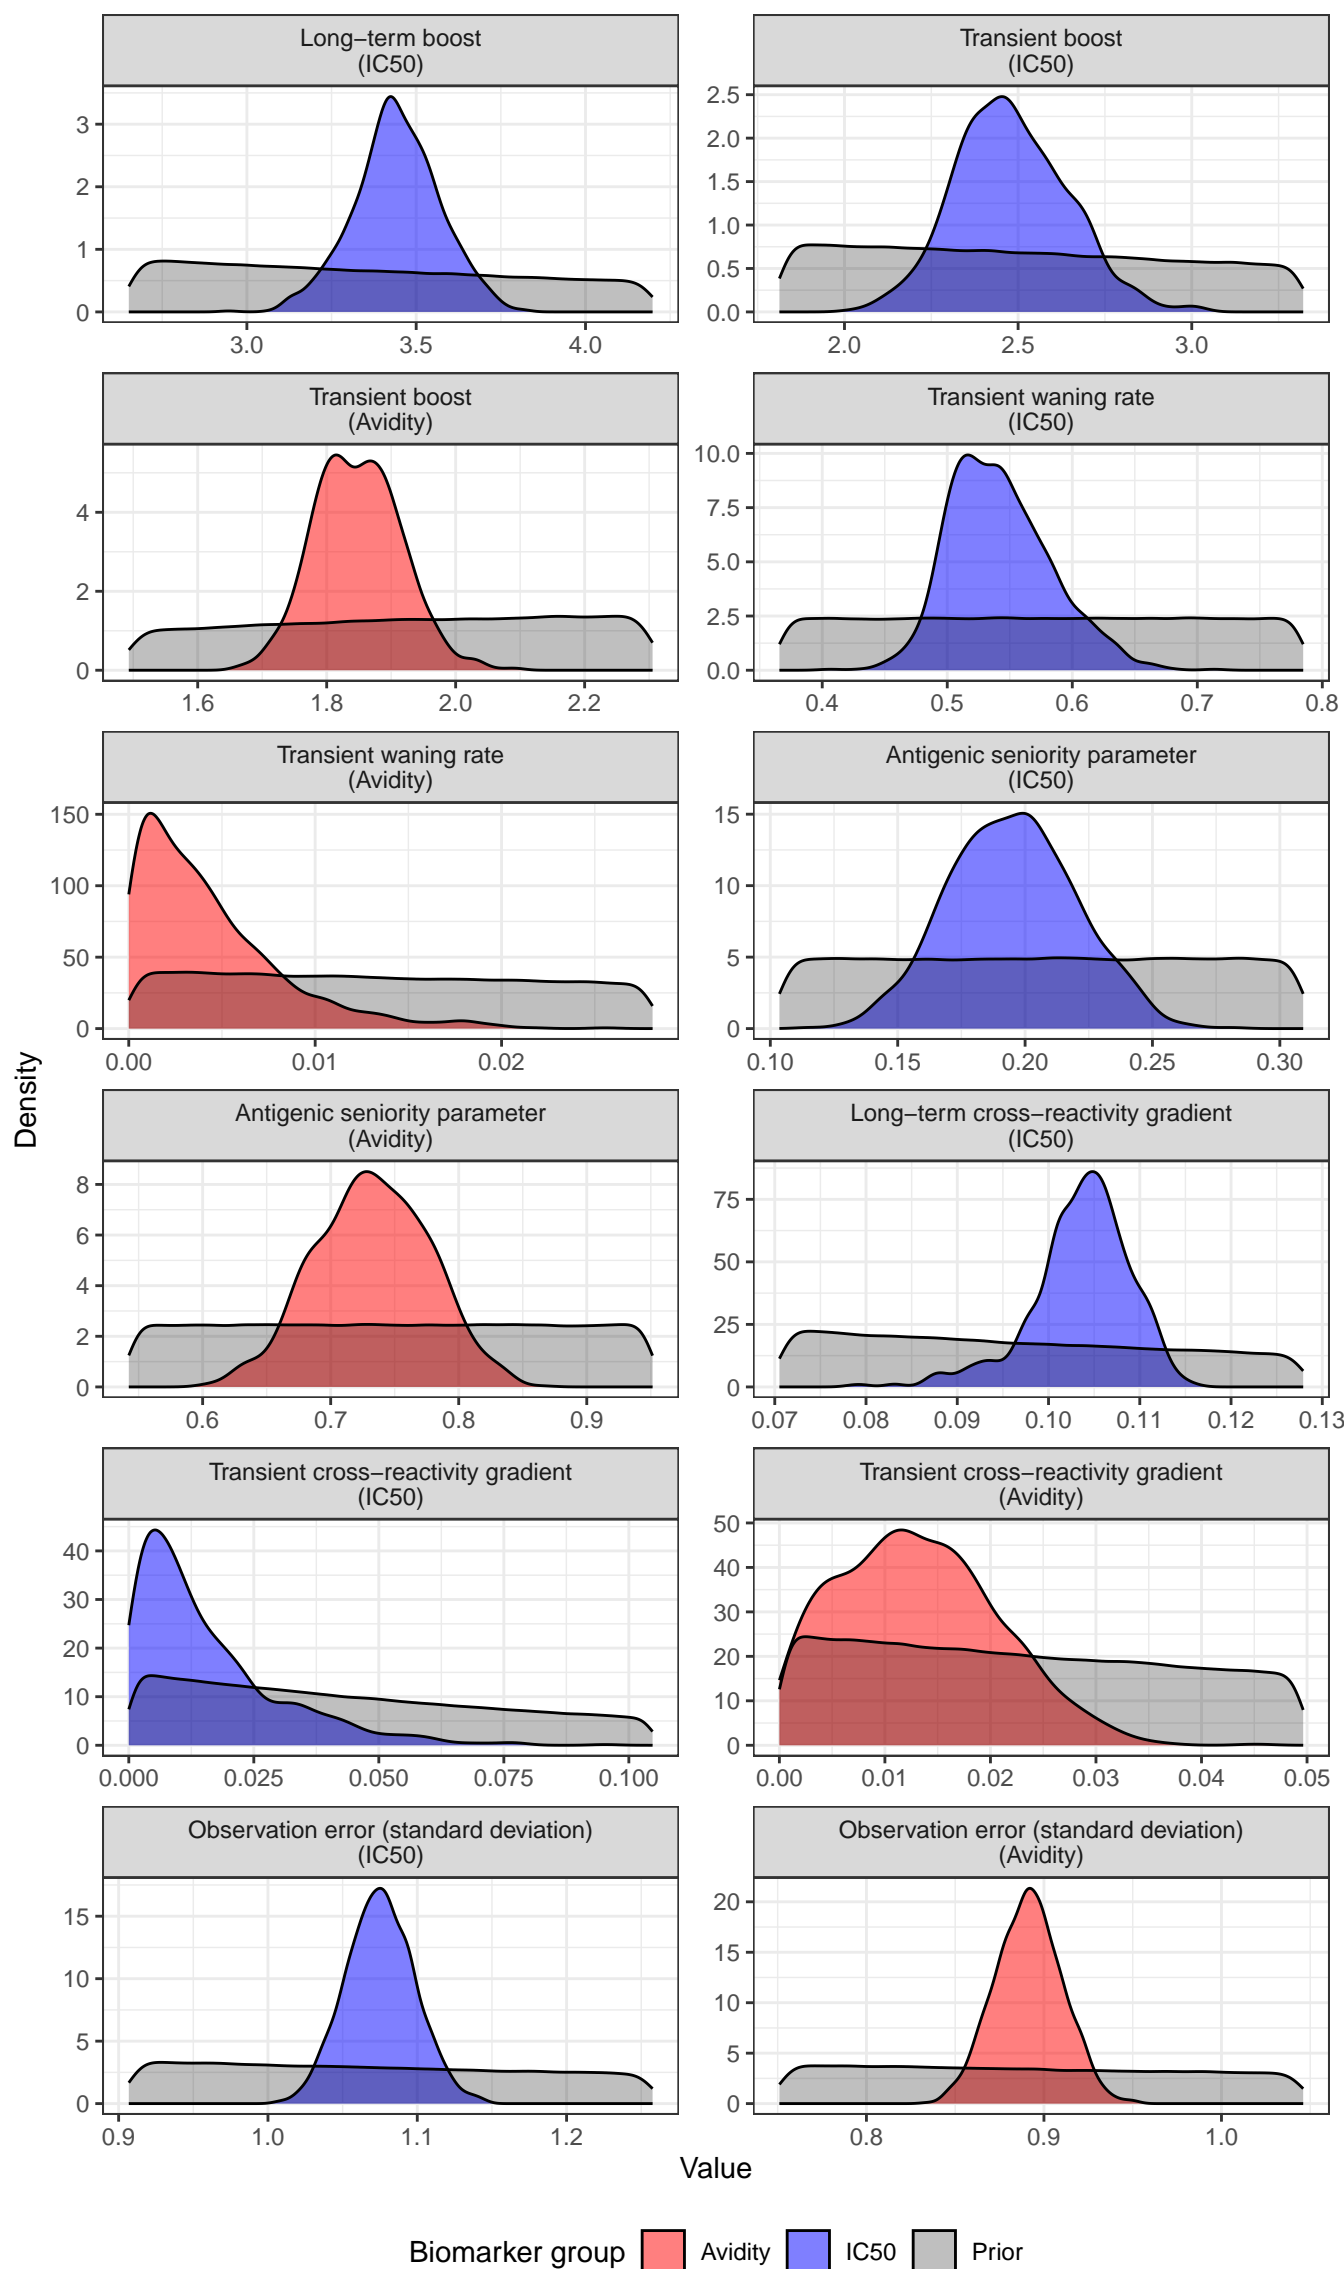 Long−term boost
(IC50)
Transient boost
(IC50)
3
2
1
0
3.0 3.5 4.0
2.5
2.0
1.5
1.0
0.5
0.0
2.0 2.5 3.0
Transient boost
(Avidity)
Transient waning rate
(IC50)
4
2
0
1.6 1.8 2.0 2.2
10.0
7.5
5.0
2.5
0.0
0.4 0.5 0.6 0.7 0.8
Transient waning rate
(Avidity)
Antigenic seniority parameter
(IC50)
150
100
50
0
0.00 0.01 0.02
15
10
5
0
0.10 0.15 0.20 0.25 0.30
Antigenic seniority parameter
(Avidity)
Long−term cross−reactivity gradient
(IC50)
8
6
4
2
0
0.6 0.7 0.8 0.9
75
50
25
0
0.07 0.08 0.09 0.10 0.11 0.12 0.13
Transient cross−reactivity gradient
(IC50)
Transient cross−reactivity gradient
(Avidity)
40
30
20
10
0
0.000 0.025 0.050 0.075 0.100
50
40
30
20
10
0
0.00 0.01 0.02 0.03 0.04 0.05
Observation error (standard deviation)
(IC50)
Observation error (standard deviation)
(Avidity)
15
10
5
0
0.9 1.0 1.1 1.2
20
15
10
5
0
0.8 0.9 1.0
Density
Value
Biomarker group Avidity IC50 Prior